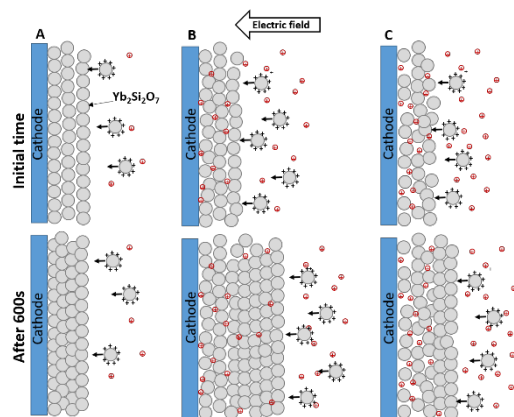 Electric field
A
B
C
Yb₂Si₂O₇
Initial time
Cathode
Cathode
Cathode
After 600s
Cathode
Cathode
Cathode